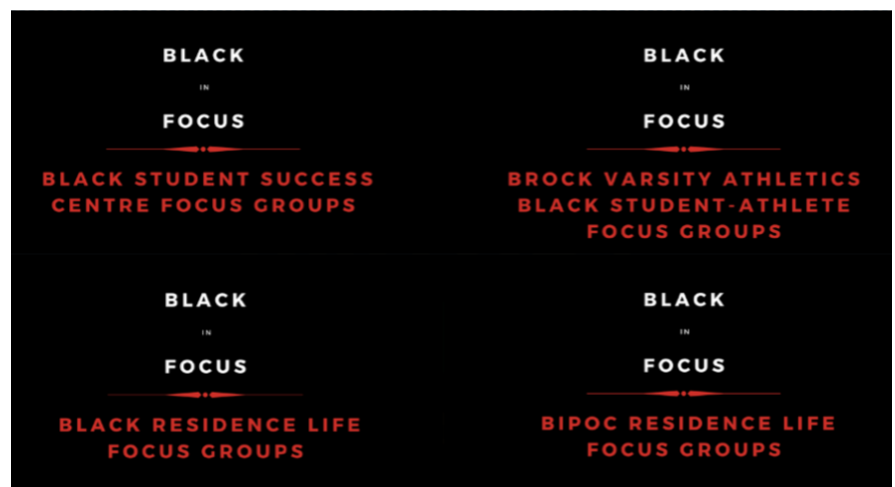 BLACK
IN
FOCUS
BLACK STUDENT SUCCESS
CENTRE FOCUS GROUPS
BLACK
IN
FOCUS
BROCK VARSITY ATHLETICS
BLACK STUDENT-ATHLETE
FOCUS GROUPS
BLACK
IN
FOCUS
BLACK RESIDENCE LIFE
FOCUS GROUPS
BLACK
IN
FOCUS
BIPOC RESIDENCE LIFE
FOCUS GROUPS